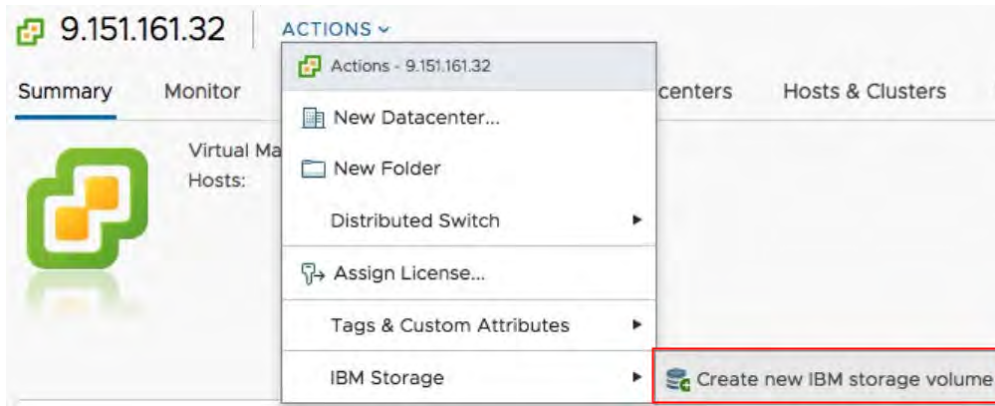 9.151.161.32
ACTIONS
Actions - 9.151.161.32
Summary Monitor centers Hosts & Clusters
New Datacenter...
Virtual Ma
New Folder
Hosts:
Distributed Switch
Assign License...
Tags & Custom Attributes
IBM Storage
Create new IBM storage volume